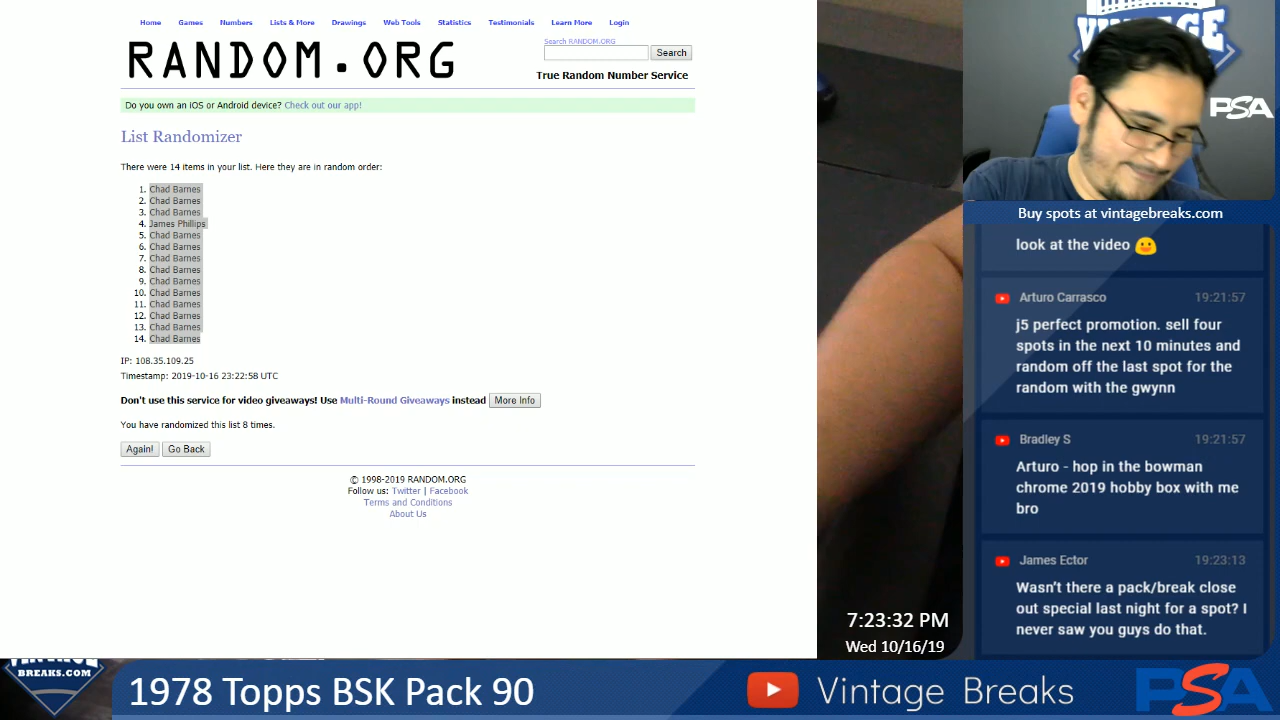 Home Games Numbers Lists & More Drawings Web Tools Statistics Testimonials Learn More Login
RANDOM.ORG
Search RANDOM.ORG
Search
True Random Number Service
Do you own an iOS or Android device? Check out our app!
List Randomizer
There were 14 items in your list. Here they are in random order:
1. Chad Barnes
2. Chad Barnes
3. Chad Barnes
4. James Phillips
5. Chad Barnes
6. Chad Barnes
7. Chad Barnes
8. Chad Barnes
9. Chad Barnes
10. Chad Barnes
11. Chad Barnes
12. Chad Barnes
13. Chad Barnes
14. Chad Barnes
IP: 108.35.109.25
Timestamp: 2019-10-16 23:22:58 UTC
Don't use this service for video giveaways! Use Multi-Round Giveaways instead More Info
You have randomized this list 8 times.
Again! Go Back
© 1998-2019 RANDOM.ORG
Follow us: Twitter | Facebook
Terms and Conditions
About Us
VINTAGE
PSA
Buy spots at vintagebreaks.com
look at the video
Arturo Carrasco 19:21:57
j5 perfect promotion. sell four
spots in the next 10 minutes and
random off the last spot for the
random with the gwynn
Bradley S 19:21:57
Arturo - hop in the bowman
chrome 2019 hobby box with me
bro
James Ector 19:23:13
Wasn't there a pack/break close
out special last night for a spot? I
never saw you guys do that.
7:23:32 PM
Wed 10/16/19
VINTAGE
BREAKS.COM
1978 Topps BSK Pack 90
Vintage Breaks
PSA